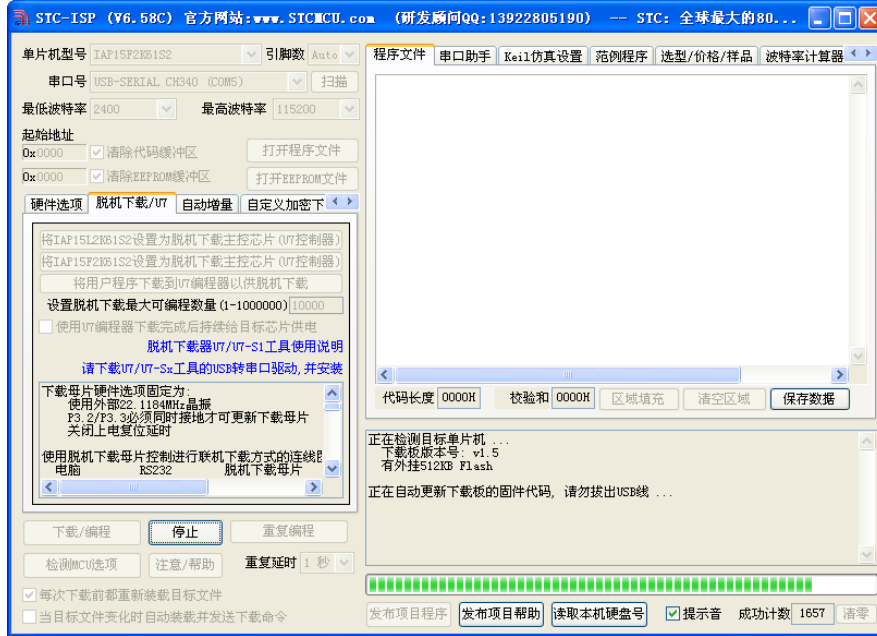 STC-ISP (V6.58C) 官方网站:www.STCMCU.com (研发顾问QQ:13922805190) -- STC: 全球最大的80...
单片机型号 IAP15F2K61S2 引脚数 Auto
串口号 USB-SERIAL CH340 (COM5) 扫描
最低波特率 2400 最高波特率 115200
起始地址
0x0000 清除代码缓冲区 打开程序文件
0x0000 清除EEPROM缓冲区 打开EEPROM文件
硬件选项 脱机下载/U7 自动增量 自定义加密下
将IAP15L2K61S2设置为脱机下载主控芯片(U7控制器)
将IAP15F2K61S2设置为脱机下载主控芯片(U7控制器)
将用户程序下载到U7编程器以供脱机下载
设置脱机下载最大可编程数量(1-1000000) 10000
使用U7编程器下载完成后持续给目标芯片供电
脱机下载器U7/U7-S1工具使用说明
请下载U7/U7-Sx工具的USB转串口驱动,并安装
下载母片硬件选项固定为:
使用外部22.1184MHz晶振
P3.2/P3.3必须同时接地才可更新下载母片
关闭上电复位延时
使用脱机下载母片控制进行联机下载方式的连线
电脑 RS232 脱机下载母片
下载/编程 停止 重复编程
检测MCU选项 注意/帮助 重复延时 1 秒
每次下载前都重新装载目标文件
当目标文件变化时自动装载并发送下载命令
程序文件 串口助手 Keil仿真设置 范例程序 选型/价格/样品 波特率计算器
代码长度 0000H 校验和 0000H 区域填充 清空区域 保存数据
正在检测目标单片机 ...
下载板版本号: v1.5
有外挂512KB Flash
正在自动更新下载板的固件代码, 请勿拔出USB线 ...
发布项目程序 发布项目帮助 读取本机硬盘号 提示音 成功计数 1657 清零